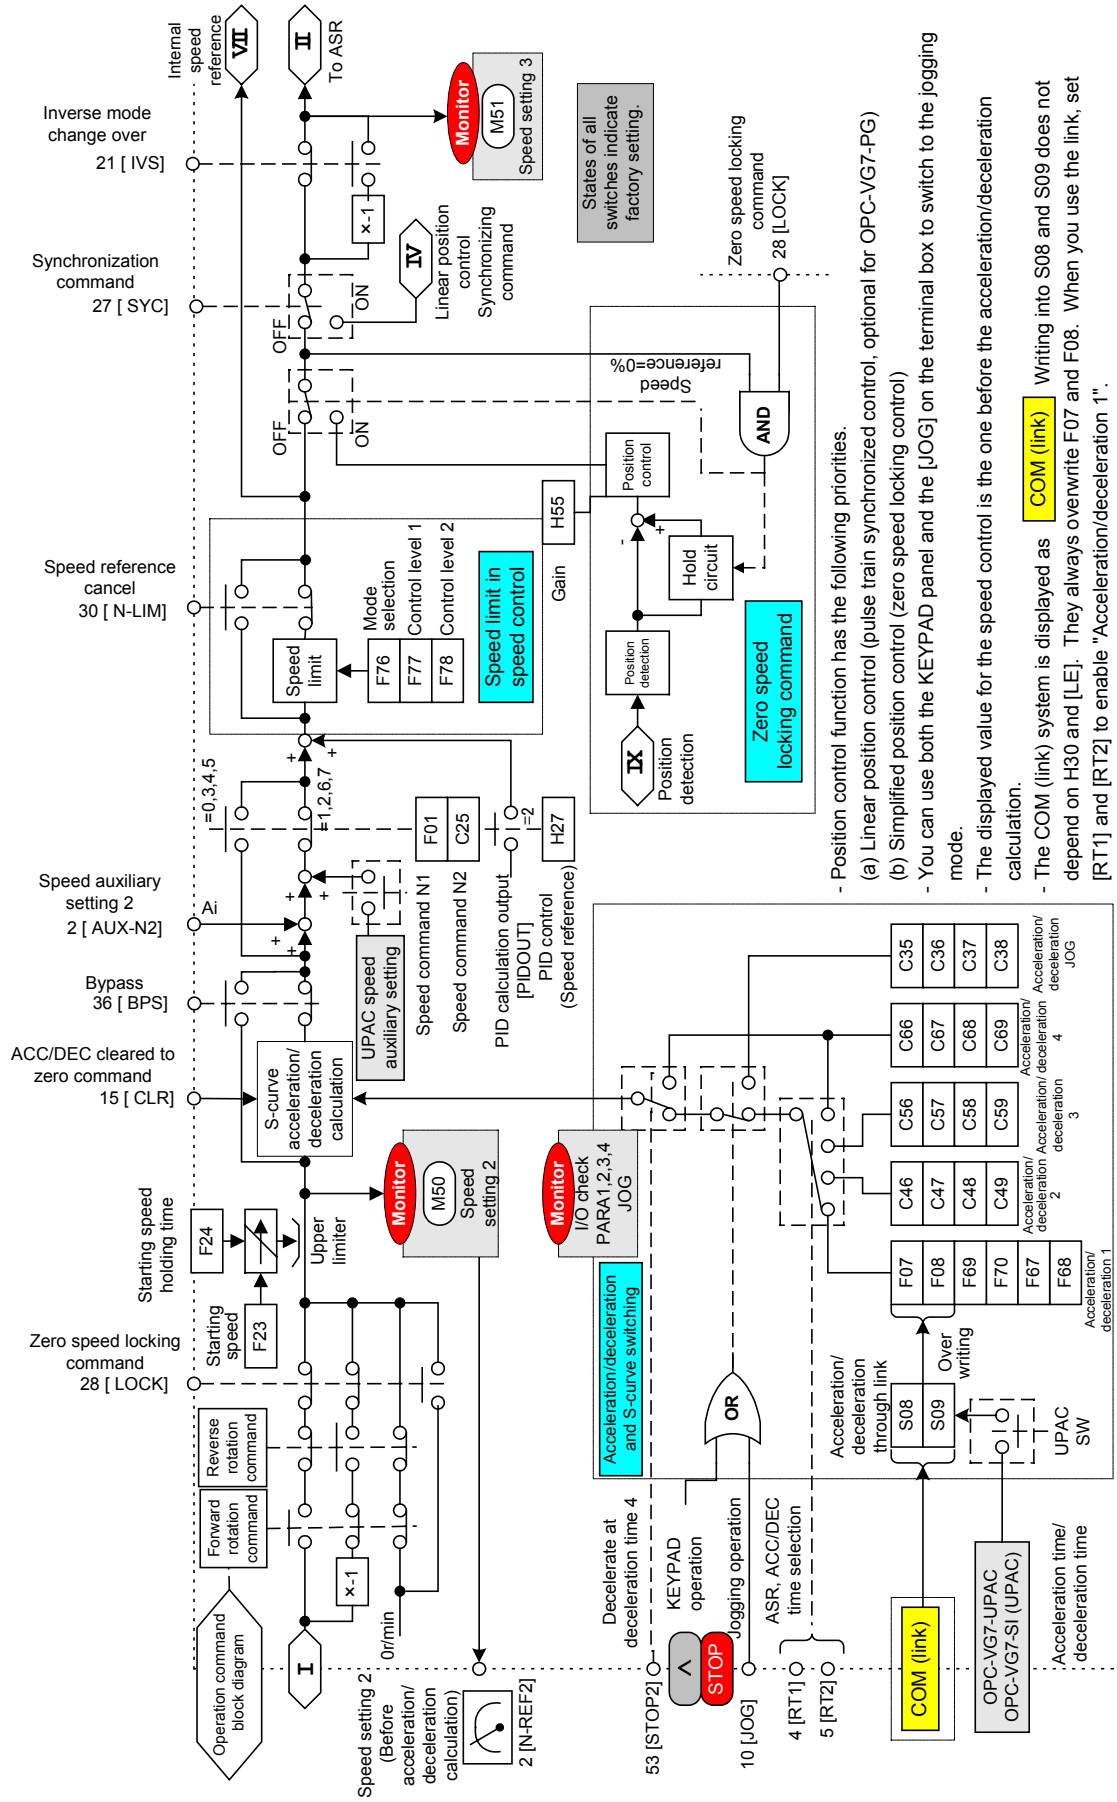 Operation command
block diagram
Forward
rotation
command
Reverse
rotation
command
Zero speed locking
command
28 [ LOCK]
Starting
speed
F23
Starting speed
holding time
F24
Upper
limiter
ACC/DEC cleared to
zero command
15 [ CLR]
S-curve
acceleration/
deceleration
calculation
Bypass
36 [ BPS]
Speed auxiliary
setting 2
2 [ AUX-N2]
Ai
=0,3,4,5
=1,2,6,7
Speed reference
cancel
30 [ N-LIM]
Speed
limit
F76
F77
F78
Mode
selection
Control level 1
Control level 2
Speed limit in
speed control
Synchronization
command
27 [ SYC]
OFF
ON
OFF
ON
Inverse mode
change over
21 [ IVS]
Internal
speed
reference
VII
II
To ASR
I
×-1
0r/min
Speed setting 2
(Before
acceleration/
deceleration
calculation)
2 [N-REF2]
Monitor
M50
Speed
setting 2
UPAC speed
auxiliary setting
F01
C25
Speed command N1
Speed command N2
PID calculation output
[PIDOUT]
=2
H27
PID control
(Speed reference)
+
+
+
+
+
+
×-1
IV
Linear position
control
Synchronizing
command
Monitor
M51
Speed setting 3
States of all
switches indicate
factory setting.
Gain
H55
IX
Position
detection
Position
detection
Hold
circuit
Position
control
-
+
AND
Speed
reference=0%
Zero speed
locking command
Zero speed locking
command
28 [LOCK]
53 [STOP2]
Decelerate at
deceleration time 4
∧
STOP
KEYPAD
operation
10 [JOG]
Jogging operation
OR
4 [RT1]
5 [RT2]
ASR, ACC/DEC
time selection
Acceleration/deceleration
and S-curve switching
Monitor
I/O check
PARA1,2,3,4
JOG
COM (link)
OPC-VG7-UPAC
OPC-VG7-SI (UPAC)
Acceleration time/
deceleration time
Acceleration/
deceleration
through link
S08
S09
Over
writing
UPAC
SW
F07
F08
F69
F70
F67
F68
Acceleration/
deceleration 1
C46
C47
C48
C49
Acceleration/
deceleration
2
C56
C57
C58
C59
Acceleration/
deceleration
3
C66
C67
C68
C69
Acceleration/
deceleration
4
C35
C36
C37
C38
Acceleration/
deceleration
JOG
- Position control function has the following priorities.
(a) Linear position control (pulse train synchronized control, optional for OPC-VG7-PG)
(b) Simplified position control (zero speed locking control)
- You can use both the KEYPAD panel and the [JOG] on the terminal box to switch to the jogging
mode.
- The displayed value for the speed control is the one before the acceleration/deceleration
calculation.
- The COM (link) system is displayed as COM (link) Writing into S08 and S09 does not
depend on H30 and [LE]. They always overwrite F07 and F08. When you use the link, set
[RT1] and [RT2] to enable "Acceleration/deceleration 1".